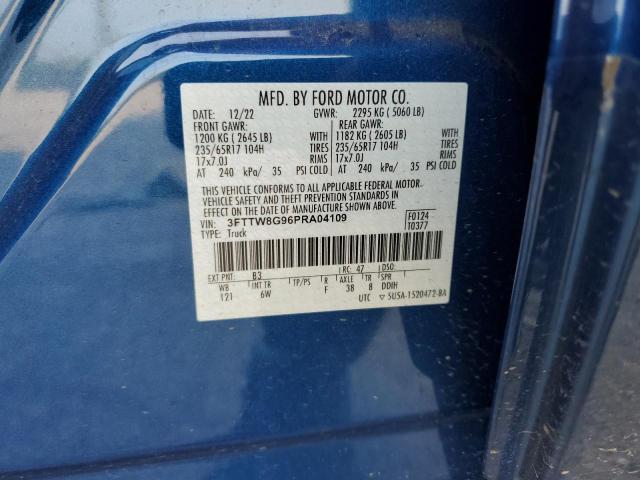 MFD. BY FORD MOTOR CO.
DATE: 12/22 GVWR: 2295 KG ( 5060 LB)
FRONT GAWR: REAR GAWR:
1200 KG ( 2645 LB) WITH 1182 KG ( 2605 LB) WITH
235/65R17 104H TIRES 235/65R17 104H TIRES
17x7.0J RIMS 17x7.0J RIMS
AT 240 kPa/ 35 PSI COLD AT 240 kPa/ 35 PSI COLD
THIS VEHICLE CONFORMS TO ALL APPLICABLE FEDERAL MOTOR
VEHICLE SAFETY AND THEFT PREVENTION STANDARDS IN EFFECT
ON THE DATE OF MANUFACTURE SHOWN ABOVE.
VIN: 3FTTW8G96PRA04109 F0124
TYPE: Truck T0377
EXT PNT: B3 RC: 47 DSO:
WB INT TR TP/PS R AXLE TR SPR
121 6W F 38 8 DDIH
UTC ▽ 5U5A-1520472-BA